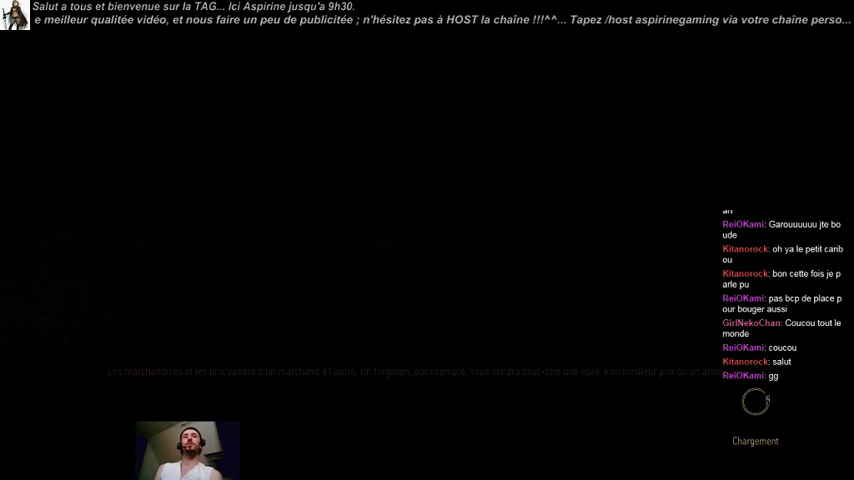 Salut a tous et bienvenue sur la TAG... Ici Aspirine jusqu'a 9h30.
e meilleur qualitée vidéo, et nous faire un peu de publicitée ; n'hésitez pas à HOST la chaîne !!!^^... Tapez /host aspirinegaming via votre chaîne perso...
ReiOKami: Garouuuuuu jte bo
ude
Kitanorock: oh ya le petit carib
ou
Kitanorock: bon cette fois je p
arle pu
ReiOKami: pas bcp de place p
our bouger aussi
GirlNekoChan: Coucou tout le
monde
ReiOKami: coucou
Kitanorock: salut
ReiOKami: gg
Les marchandises et les prix varient d'un marchand à l'autre. Un forgeron, par exemple, vous vendra peut-être une épée à un meilleur prix qu'un
Chargement